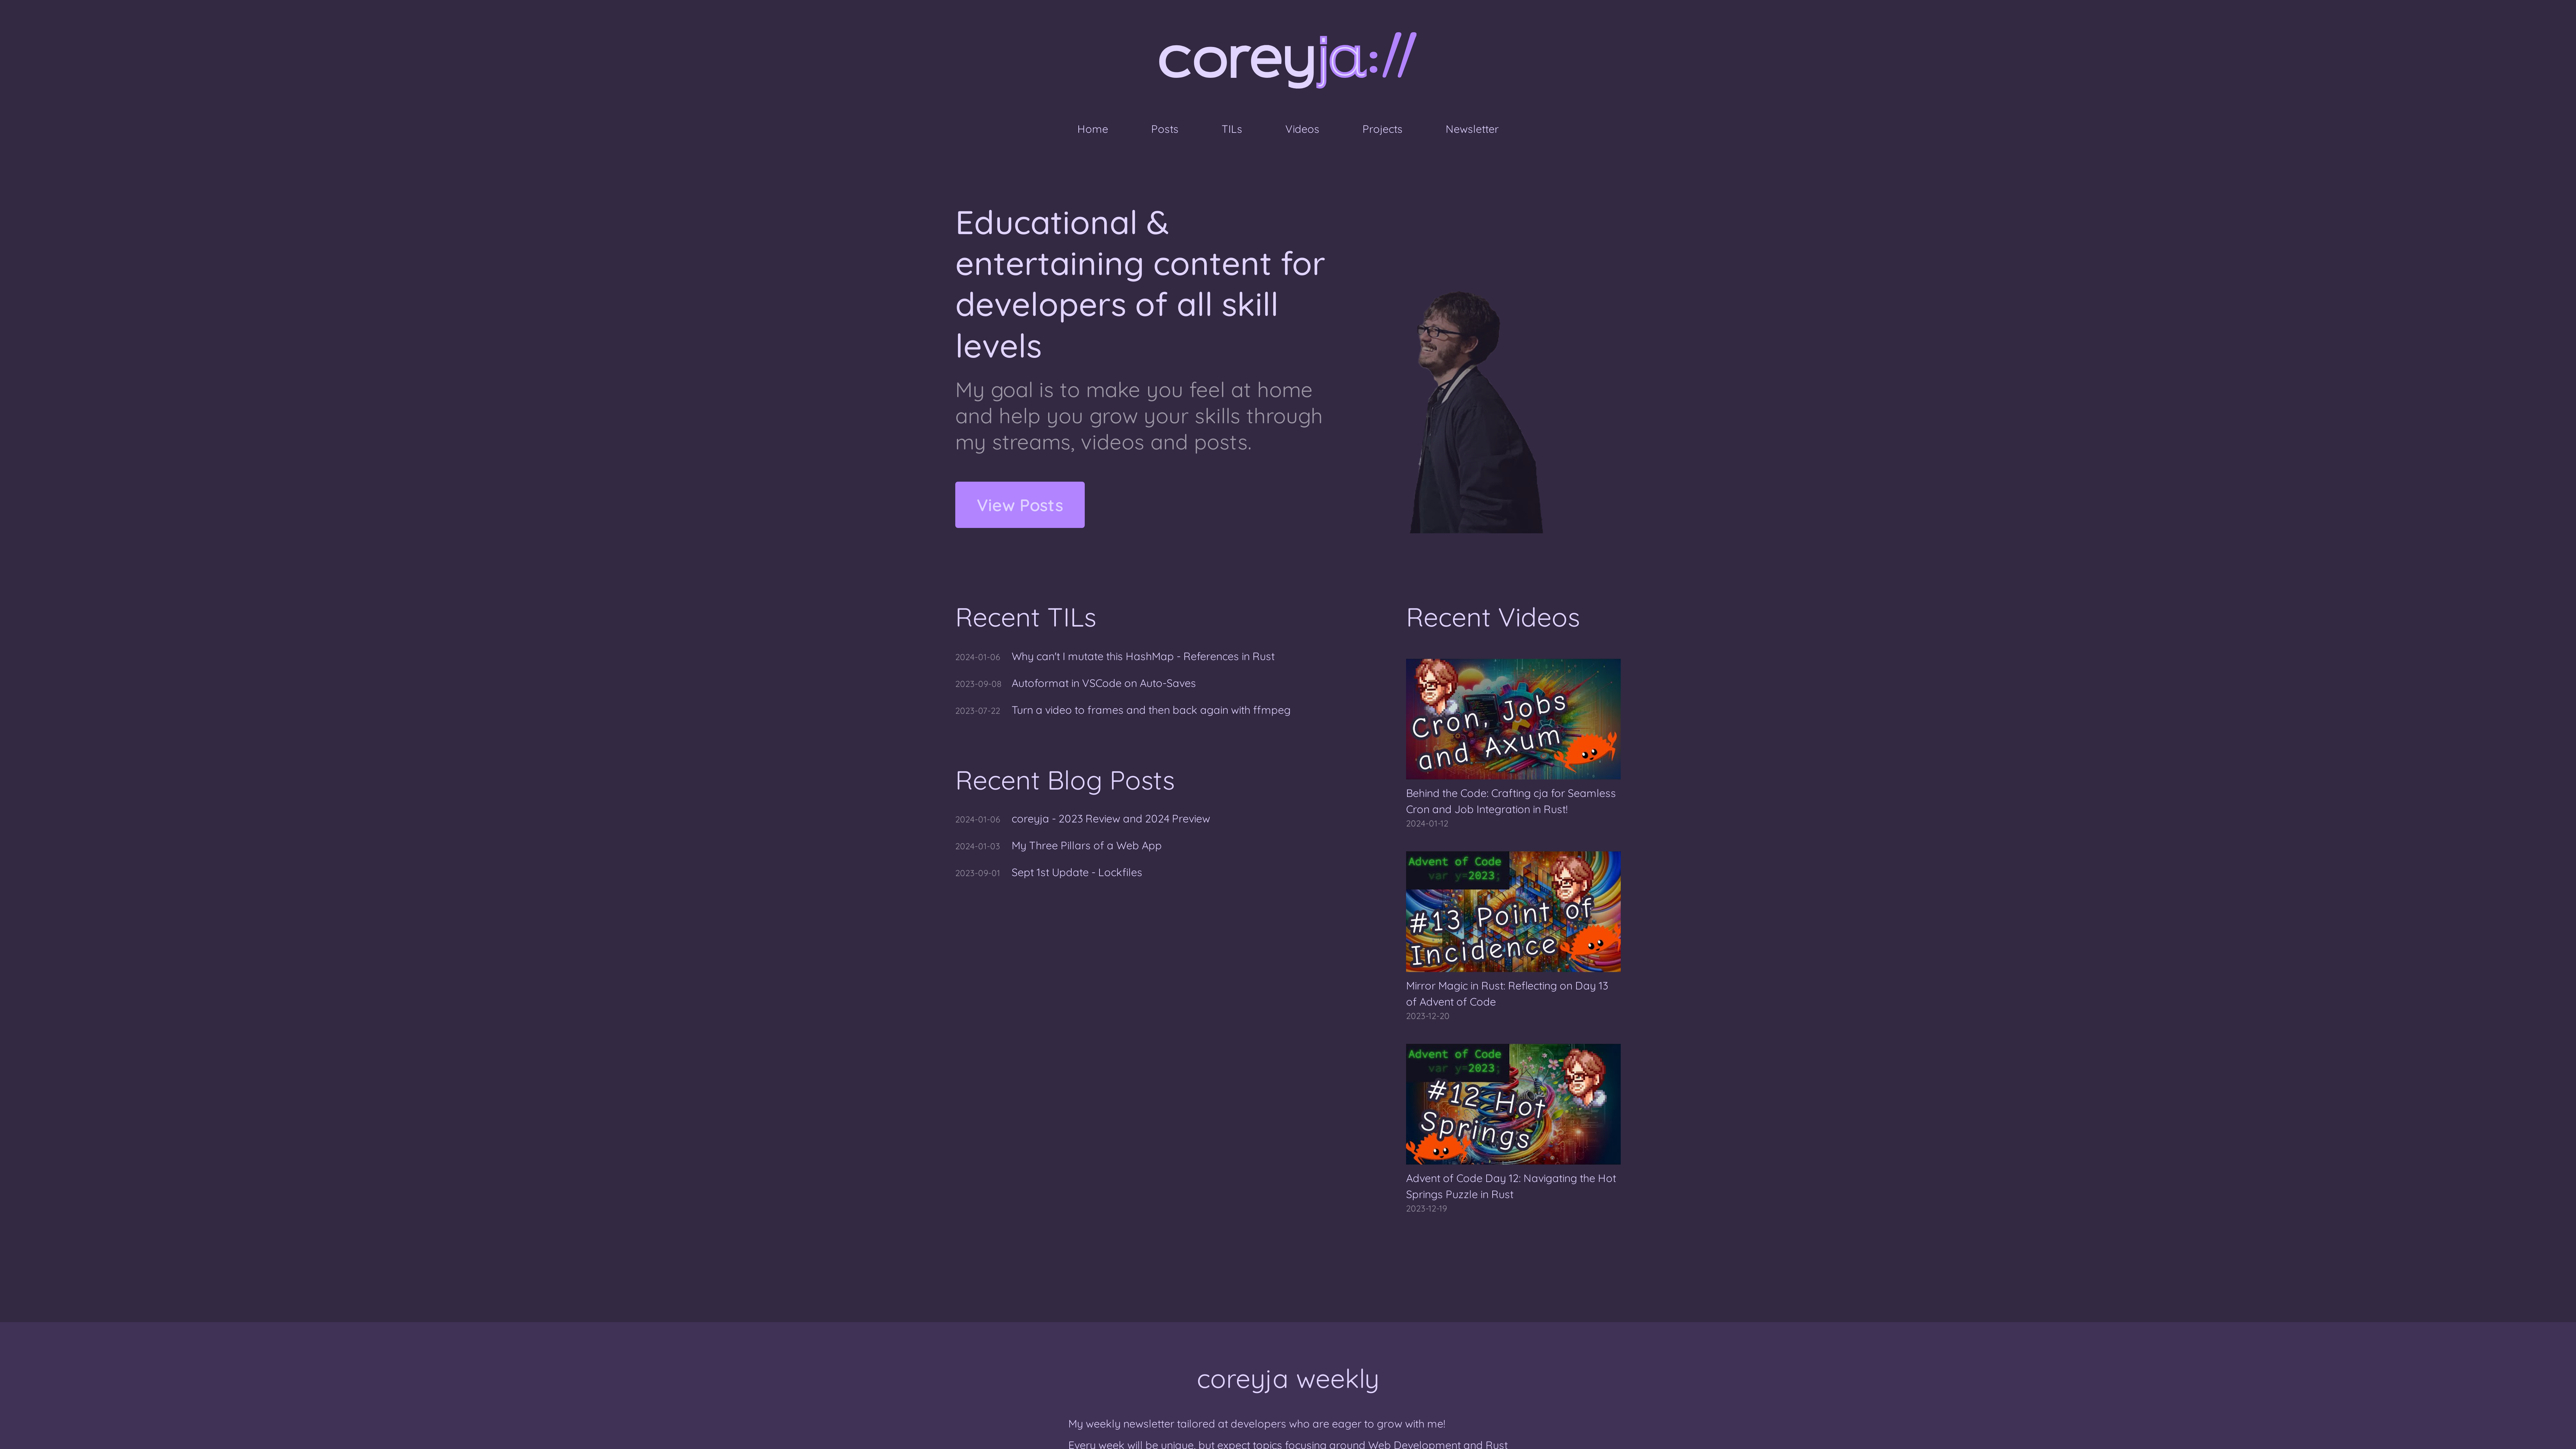 coreyja://
Home Posts TILs Videos Projects Newsletter
Educational &
entertaining content for
developers of all skill
levels
My goal is to make you feel at home
and help you grow your skills through
my streams, videos and posts.
View Posts
Recent TILs
2024-01-06 Why can't I mutate this HashMap - References in Rust
2023-09-08 Autoformat in VSCode on Auto-Saves
2023-07-22 Turn a video to frames and then back again with ffmpeg
Recent Blog Posts
2024-01-06 coreyja - 2023 Review and 2024 Preview
2024-01-03 My Three Pillars of a Web App
2023-09-01 Sept 1st Update - Lockfiles
Recent Videos
Cron, Jobs
and Axum
Behind the Code: Crafting cja for Seamless
Cron and Job Integration in Rust!
2024-01-12
Advent of Code
var y=2023;
#13 Point of
Incidence
Mirror Magic in Rust: Reflecting on Day 13
of Advent of Code
2023-12-20
Advent of Code
var y=2023;
#12 Hot
Springs
Advent of Code Day 12: Navigating the Hot
Springs Puzzle in Rust
2023-12-19
coreyja weekly
My weekly newsletter tailored at developers who are eager to grow with me!
Every week will be unique, but expect topics focusing around Web Development and Rust